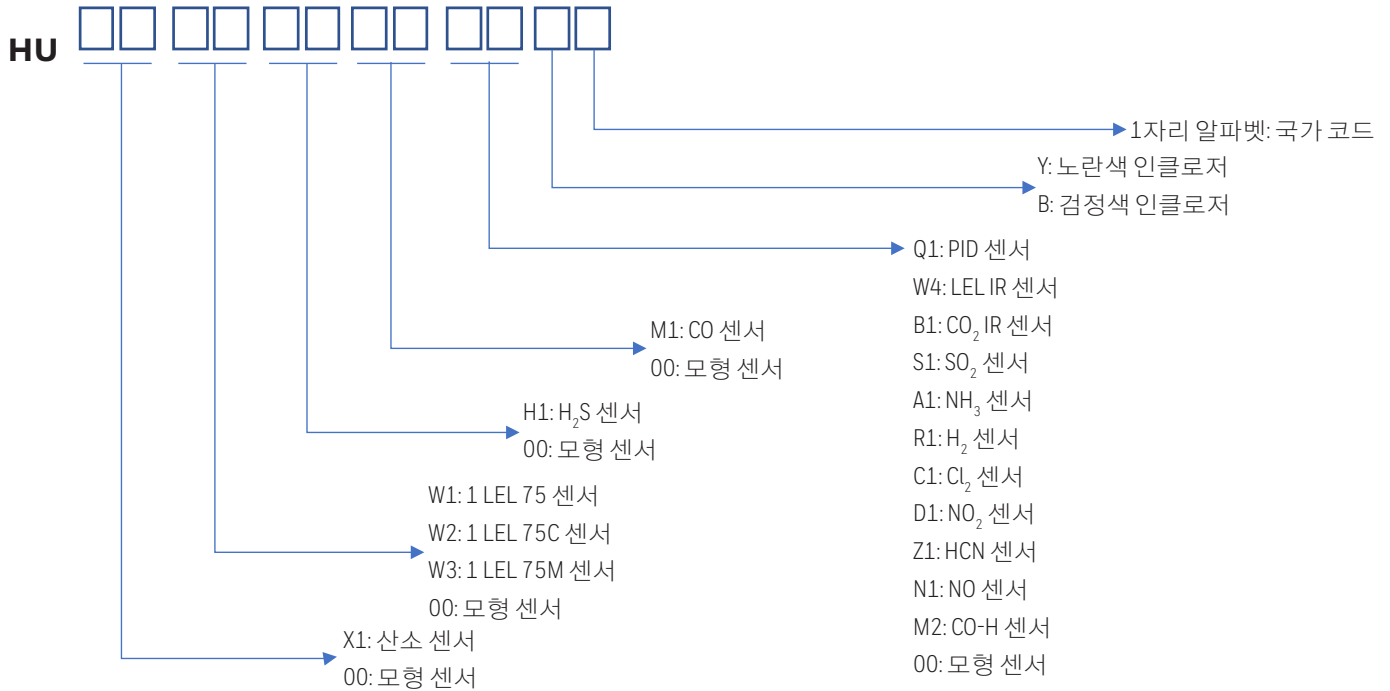 HU
1자리 알파벳: 국가 코드
Y: 노란색 인클로저
B: 검정색 인클로저
Q1: PID 센서
W4: LEL IR 센서
B1: CO₂ IR 센서
S1: SO₂ 센서
A1: NH₃ 센서
R1: H₂ 센서
C1: Cl₂ 센서
D1: NO₂ 센서
Z1: HCN 센서
N1: NO 센서
M2: CO-H 센서
00: 모형 센서
M1: CO 센서
00: 모형 센서
H1: H₂S 센서
00: 모형 센서
W1: 1 LEL 75 센서
W2: 1 LEL 75C 센서
W3: 1 LEL 75M 센서
00: 모형 센서
X1: 산소 센서
00: 모형 센서